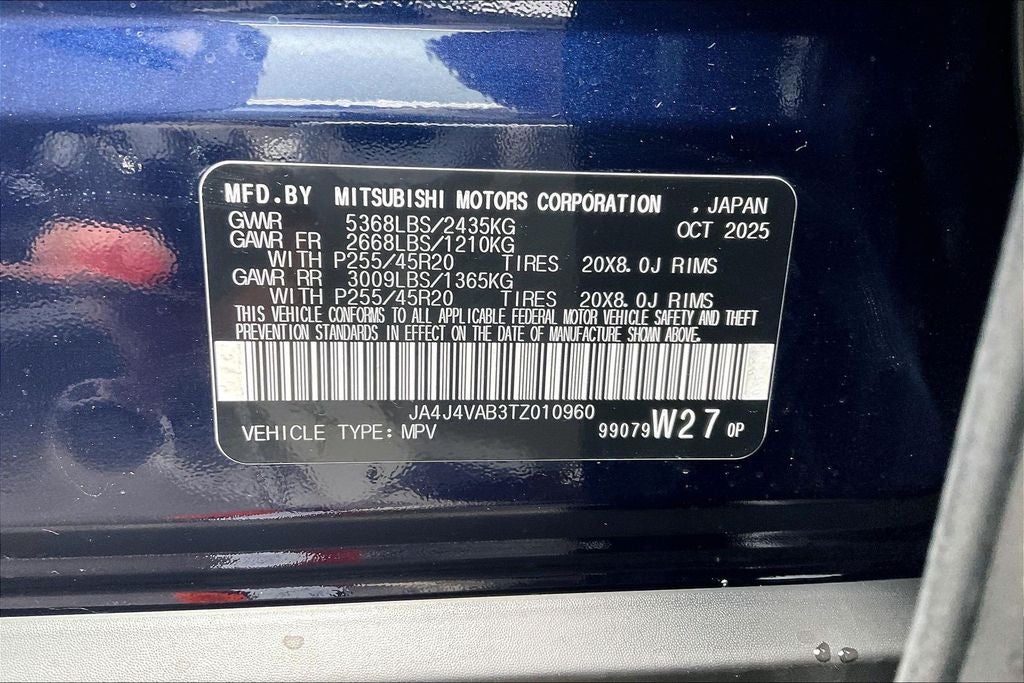 MFD.BY MITSUBISHI MOTORS CORPORATION , JAPAN
GVWR 5368LBS/2435KG OCT 2025
GAWR FR 2668LBS/1210KG
WITH P255/45R20 TIRES 20X8.0J RIMS
GAWR RR 3009LBS/1365KG
WITH P255/45R20 TIRES 20X8.0J RIMS
THIS VEHICLE CONFORMS TO ALL APPLICABLE FEDERAL MOTOR VEHICLE SAFETY AND THEFT
PREVENTION STANDARDS IN EFFECT ON THE DATE OF MANUFACTURE SHOWN ABOVE.
JA4J4VAB3TZ010960
VEHICLE TYPE: MPV 99079 W27 0P